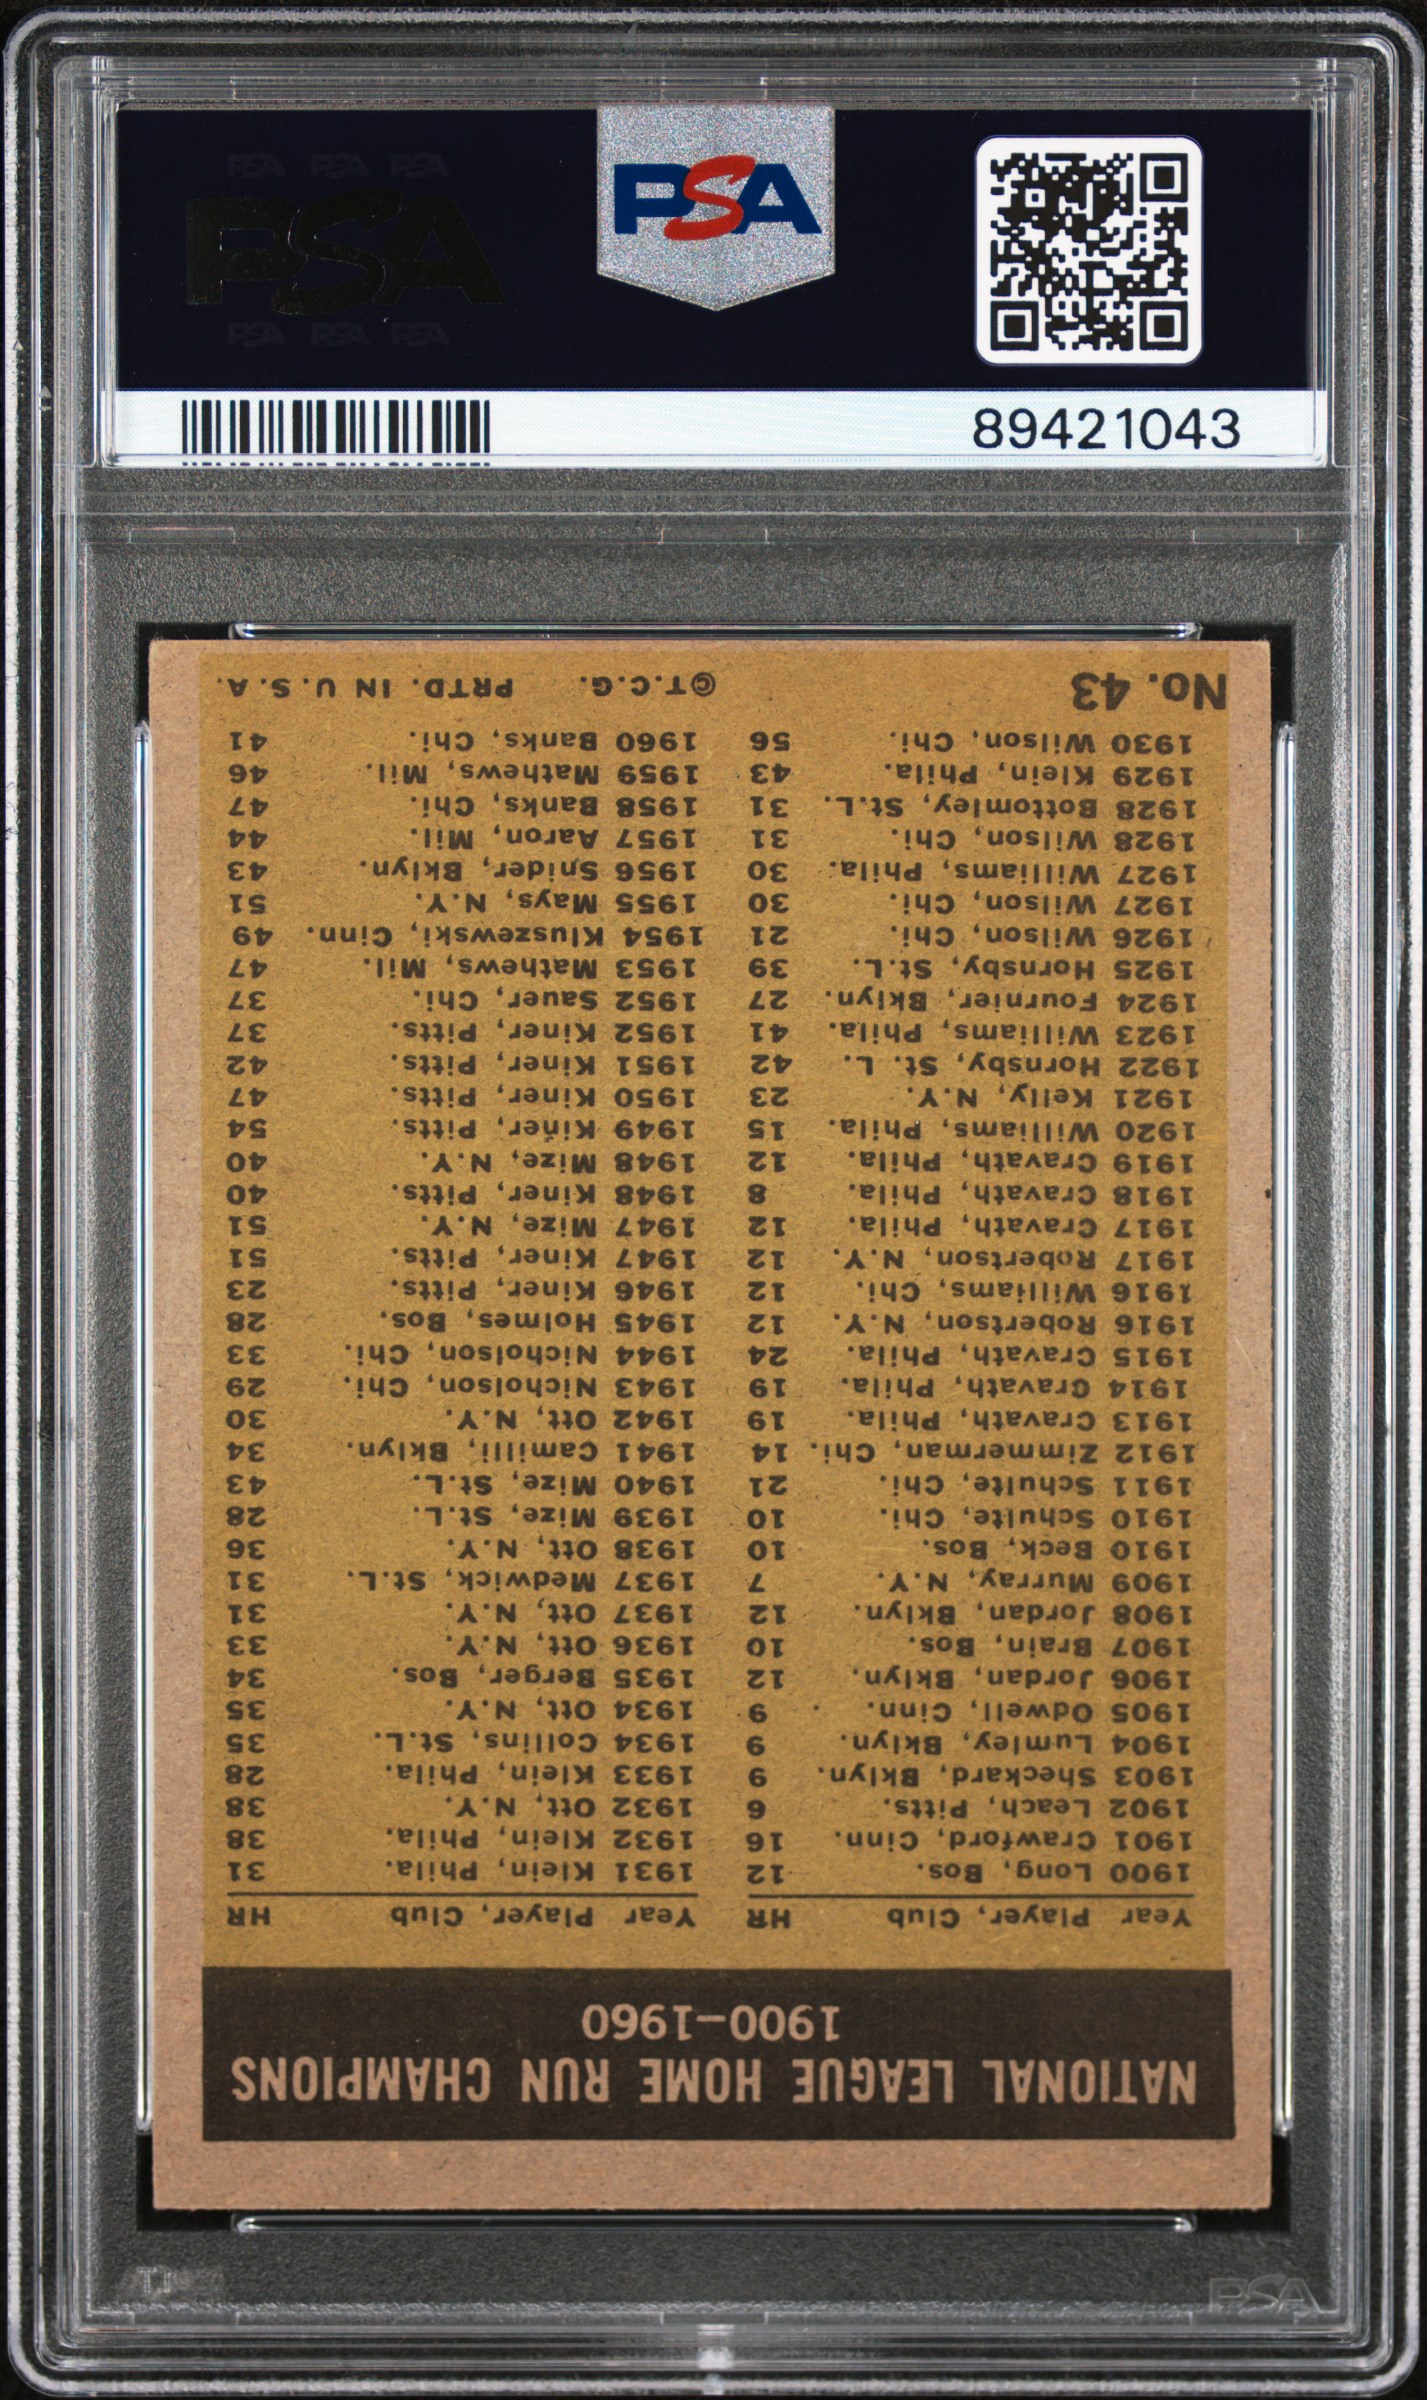 PSA PSA PSA
PSA
PSA PSA PSA
PSA
89421043
NATIONAL LEAGUE HOME RUN CHAMPIONS
1900–1960
Year Player, Club HR
1900 Long, Bos. 12
1901 Crawford, Cinn. 16
1902 Leach, Pitts. 6
1903 Sheckard, Bklyn. 9
1904 Lumley, Bklyn. 9
1905 Odwell, Cinn. 9
1906 Jordan, Bklyn. 12
1907 Brain, Bos. 10
1908 Jordan, Bklyn. 12
1909 Murray, N.Y. 7
1910 Beck, Bos. 10
1910 Schulte, Chi. 10
1911 Schulte, Chi. 21
1912 Zimmerman, Chi. 14
1913 Cravath, Phila. 19
1914 Cravath, Phila. 19
1915 Cravath, Phila. 24
1916 Robertson, N.Y. 12
1916 Williams, Chi. 12
1917 Robertson, N.Y. 12
1917 Cravath, Phila. 12
1918 Cravath, Phila. 8
1919 Cravath, Phila. 12
1920 Williams, Phila. 15
1921 Kelly, N.Y. 23
1922 Hornsby, St. L. 42
1923 Williams, Phila. 41
1924 Fournier, Bklyn. 27
1925 Hornsby, St.L. 39
1926 Wilson, Chi. 21
1927 Wilson, Chi. 30
1927 Williams, Phila. 30
1928 Wilson, Chi. 31
1928 Bottomley, St.L. 31
1929 Klein, Phila. 43
1930 Wilson, Chi. 56
Year Player, Club HR
1931 Klein, Phila. 31
1932 Klein, Phila. 38
1932 Ott, N.Y. 38
1933 Klein, Phila. 28
1934 Collins, St.L. 35
1934 Ott, N.Y. 35
1935 Berger, Bos. 34
1936 Ott, N.Y. 33
1937 Ott, N.Y. 31
1937 Medwick, St.L. 31
1938 Ott, N.Y. 36
1939 Mize, St.L. 28
1940 Mize, St.L. 43
1941 Camilli, Bklyn. 34
1942 Ott, N.Y. 30
1943 Nicholson, Chi. 29
1944 Nicholson, Chi. 33
1945 Holmes, Bos. 28
1946 Kiner, Pitts. 23
1947 Kiner, Pitts. 51
1947 Mize, N.Y. 51
1948 Kiner, Pitts. 40
1948 Mize, N.Y. 40
1949 Kiner, Pitts. 54
1950 Kiner, Pitts. 47
1951 Kiner, Pitts. 42
1952 Kiner, Pitts. 37
1952 Sauer, Chi. 37
1953 Mathews, Mil. 47
1954 Kluszewski, Cinn. 49
1955 Mays, N.Y. 51
1956 Snider, Bklyn. 43
1957 Aaron, Mil. 44
1958 Banks, Chi. 47
1959 Mathews, Mil. 46
1960 Banks, Chi. 41
No. 43
©T.C.G. PRTD. IN U.S.A.
PSA